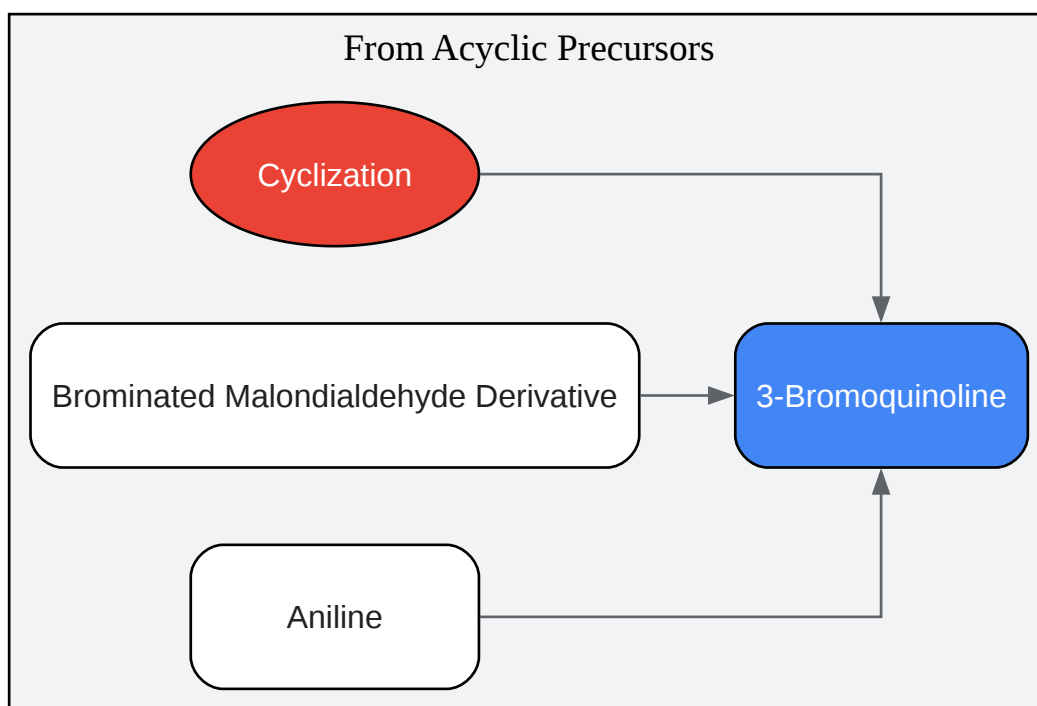 From Acyclic Precursors
Cyclization
Brominated Malondialdehyde Derivative
3-Bromoquinoline
Aniline